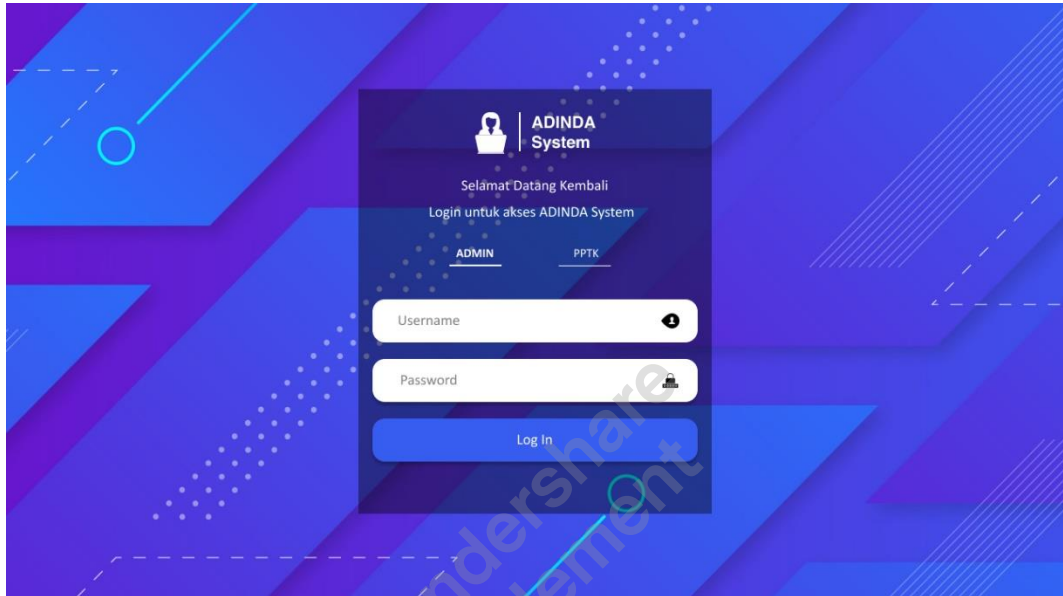 ADINDA
System
Selamat Datang Kembali
Login untuk akses ADINDA System
ADMIN PPTK
Username
Password
Log In